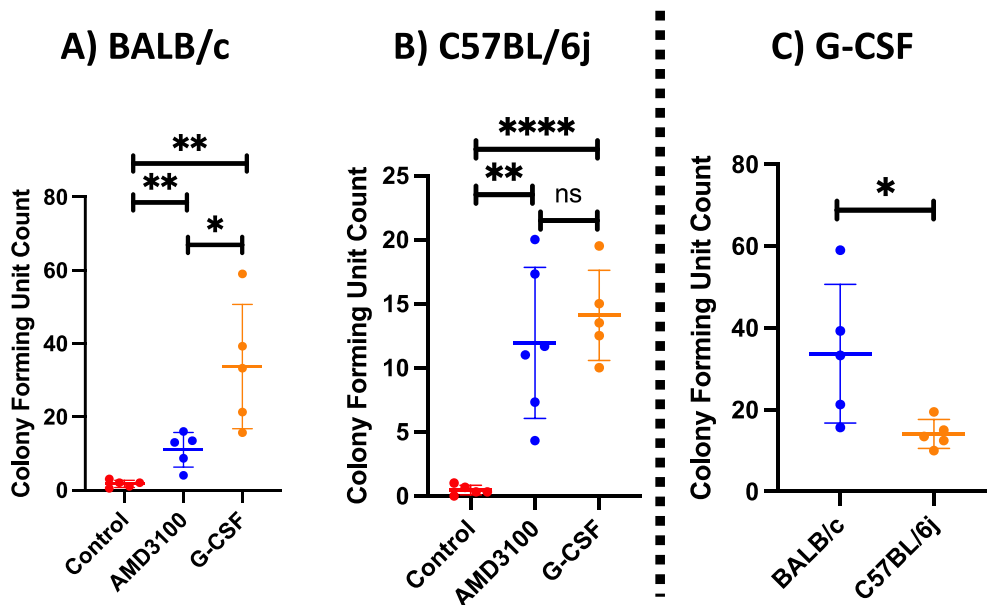 A) BALB/c
**
**
*
Colony Forming Unit Count
80
60
40
20
0
Control
AMD3100
G-CSF
B) C57BL/6j
****
**
ns
Colony Forming Unit Count
25
20
15
10
5
0
Control
AMD3100
G-CSF
C) G-CSF
*
Colony Forming Unit Count
80
60
40
20
0
BALB/c
C57BL/6j